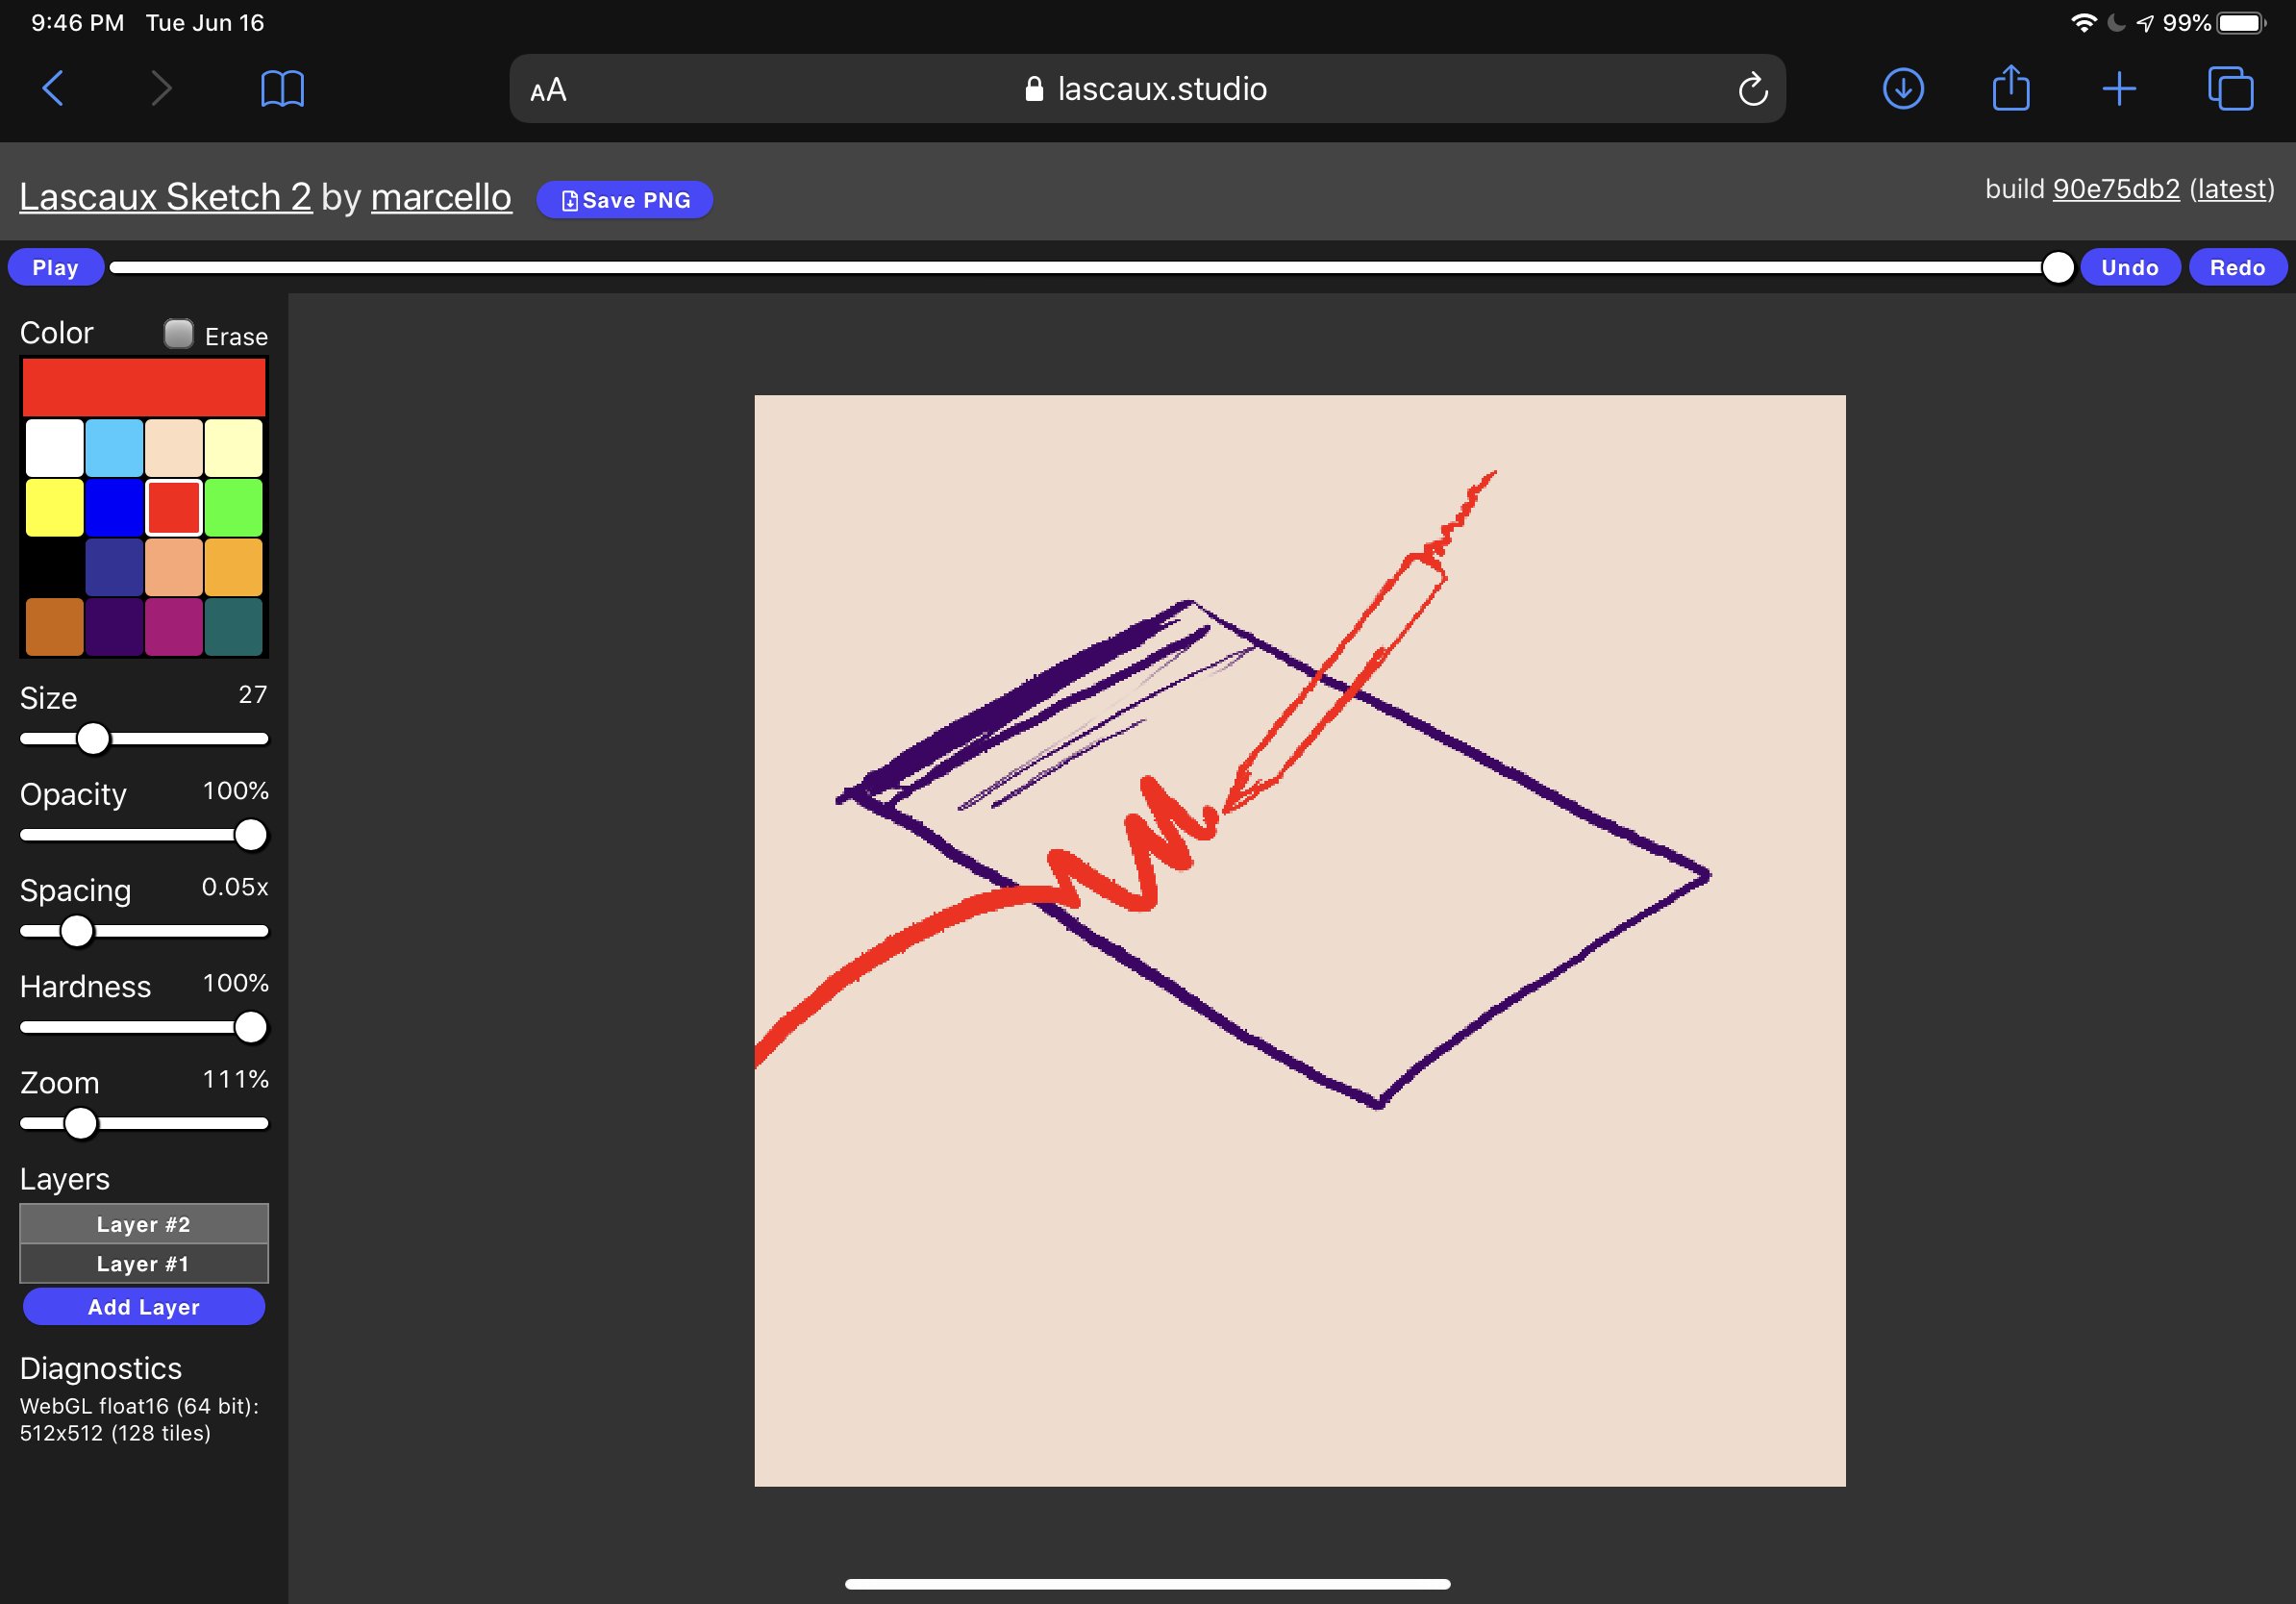 9:46 PM Tue Jun 16 99%
AA lascaux.studio
Lascaux Sketch 2 by marcello Save PNG build 90e75db2 (latest)
Play Undo Redo
Color Erase
Size 27
Opacity 100%
Spacing 0.05x
Hardness 100%
Zoom 111%
Layers
Layer #2
Layer #1
Add Layer
Diagnostics
WebGL float16 (64 bit):
512x512 (128 tiles)